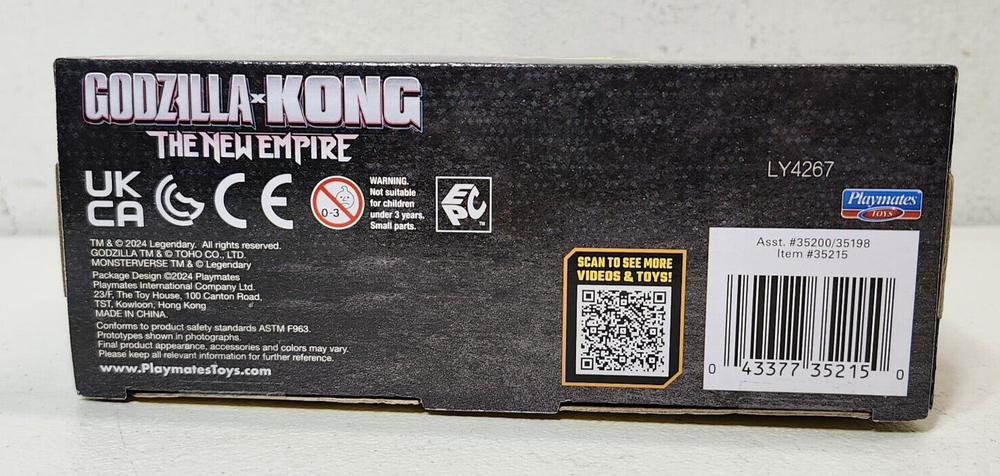 GODZILLA x KONG
THE NEW EMPIRE
UK
CA
CE
0-3
WARNING.
Not suitable
for children
under 3 years.
Small parts.
EPC
TM
TM & © 2024 Legendary. All rights reserved.
GODZILLA TM & © TOHO CO., LTD.
MONSTERVERSE TM & © Legendary
Package Design ©2024 Playmates
Playmates International Company Ltd.
23/F, The Toy House, 100 Canton Road,
TST, Kowloon, Hong Kong
MADE IN CHINA.
Conforms to product safety standards ASTM F963.
Prototypes shown in photographs.
Final product appearance, accessories and colors may vary.
Please keep all relevant information for further reference.
www.PlaymatesToys.com
SCAN TO SEE MORE
VIDEOS & TOYS!
LY4267
Playmates
TOYS
Asst. #35200/35198
Item #35215
0 43377 35215 0